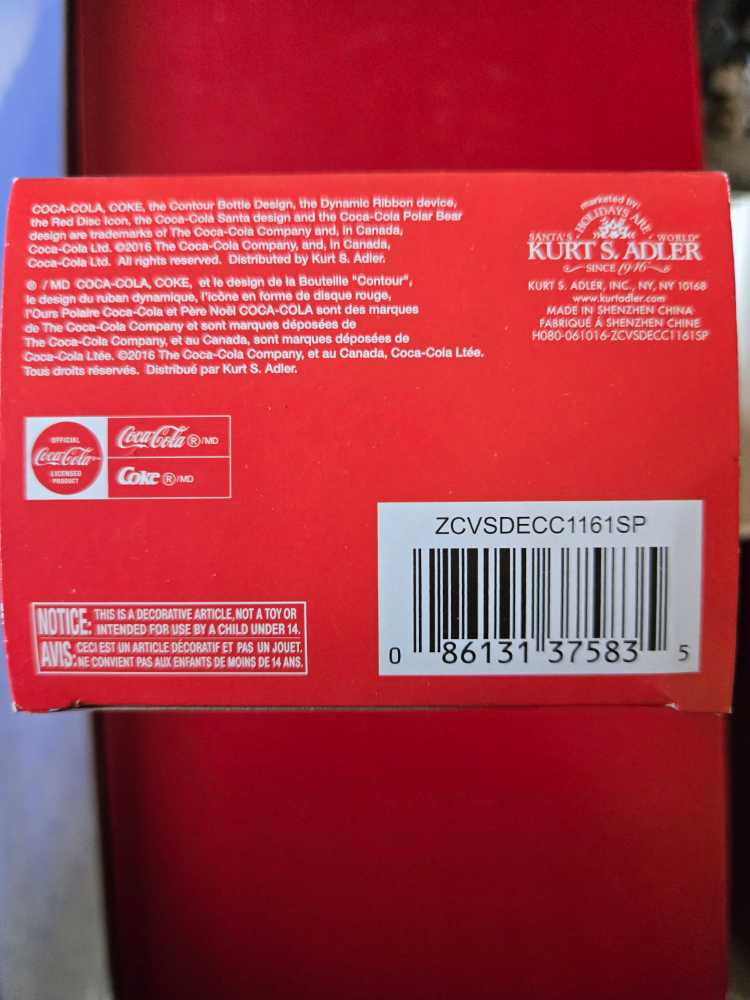 COCA-COLA, COKE, the Contour Bottle Design, the Dynamic Ribbon device,
the Red Disc Icon, the Coca-Cola Santa design and the Coca-Cola Polar Bear
design are trademarks of The Coca-Cola Company and, in Canada,
Coca-Cola Ltd. ©2016 The Coca-Cola Company, and in Canada,
Coca-Cola Ltd. All rights reserved. Distributed by Kurt S. Adler.
® / MD COCA-COLA, COKE, et le design de la Bouteille "Contour",
le design du ruban dynamique, l'icône en forme de disque rouge,
l'Ours Polaire Coca-Cola et Père Noël COCA-COLA sont des marques
de The Coca-Cola Company et sont marques déposées de
The Coca-Cola Company, et au Canada, sont marques déposées de
Coca-Cola Ltée. ©2016 The Coca-Cola Company, et au Canada, Coca-Cola Ltée.
Tous droits réservés. Distribué par Kurt S. Adler.
marketed by:
HOLIDAYS ARE
SANTA'S WORLD®
KURT S. ADLER
SINCE 1946
KURT S. ADLER, INC., NY, NY 10168
www.kurtadler.com
MADE IN SHENZHEN CHINA
FABRIQUÉ À SHENZHEN CHINE
H080-061016-ZCVSDECC1161SP
OFFICIAL
Coca-Cola
LICENSED
PRODUCT
Coca-Cola ®/MD
Coke ®/MD
NOTICE: THIS IS A DECORATIVE ARTICLE, NOT A TOY OR
INTENDED FOR USE BY A CHILD UNDER 14.
AVIS: CECI EST UN ARTICLE DÉCORATIF ET PAS UN JOUET.
NE CONVIENT PAS AUX ENFANTS DE MOINS DE 14 ANS.
ZCVSDECC1161SP
0 86131 37583 5